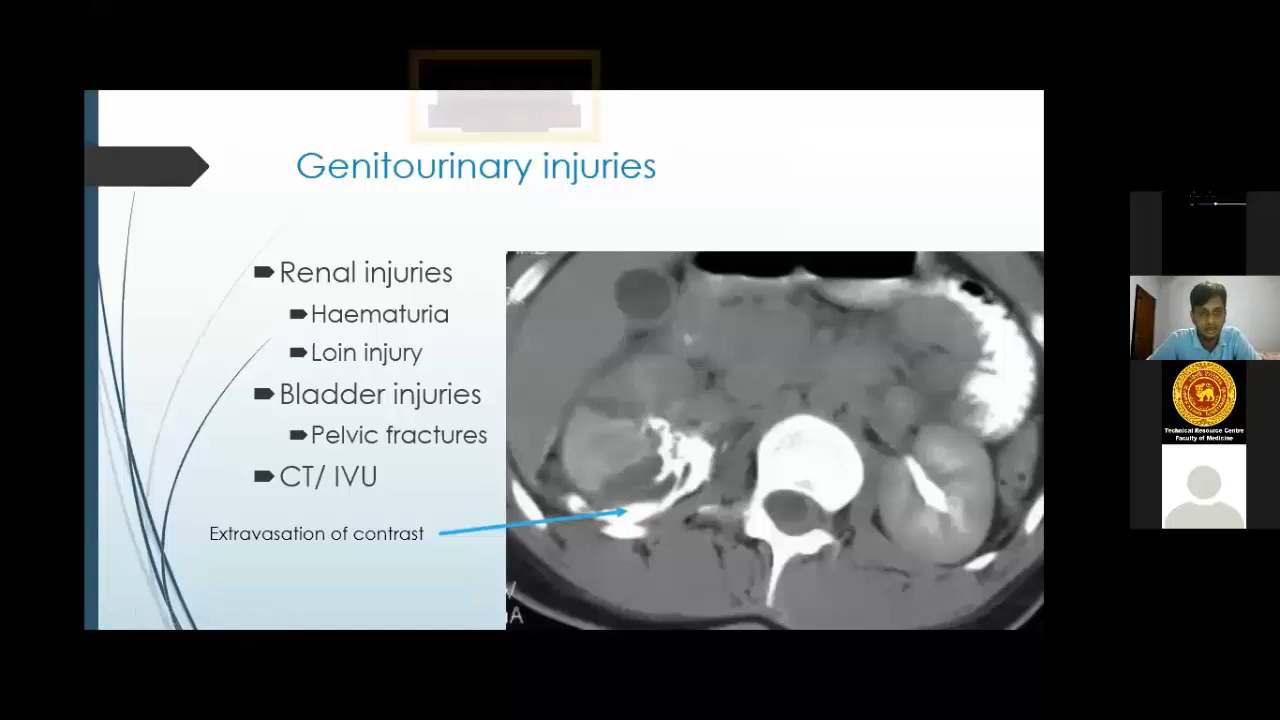 Genitourinary injuries
Renal injuries
Haematuria
Loin injury
Bladder injuries
Pelvic fractures
CT/ IVU
Extravasation of contrast
Technical Resource Centre
Faculty of Medicine